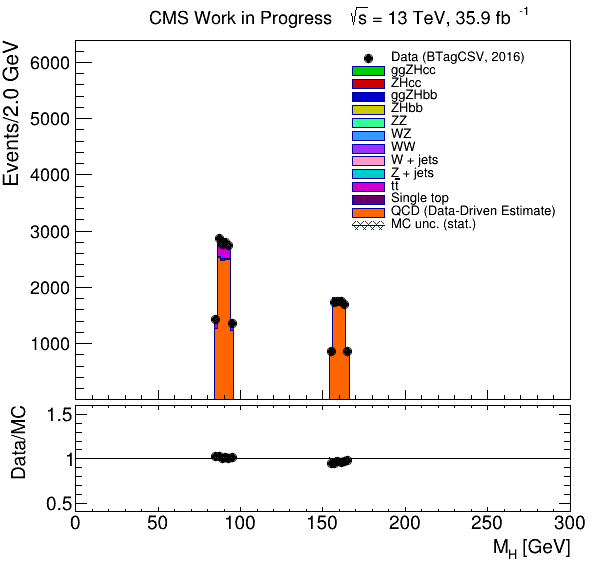 CMS Work in Progress √s = 13 TeV, 35.9 fb⁻¹
Events/2.0 GeV
6000
5000
4000
3000
2000
1000
Data (BTagCSV, 2016)
ggZHcc
ZHcc
ggZHbb
ZHbb
ZZ
WZ
WW
W + jets
Z + jets
tt̅
Single top
QCD (Data-Driven Estimate)
MC unc. (stat.)
Data/MC
1.5
1
0.5
0 50 100 150 200 250 300
M_H [GeV]